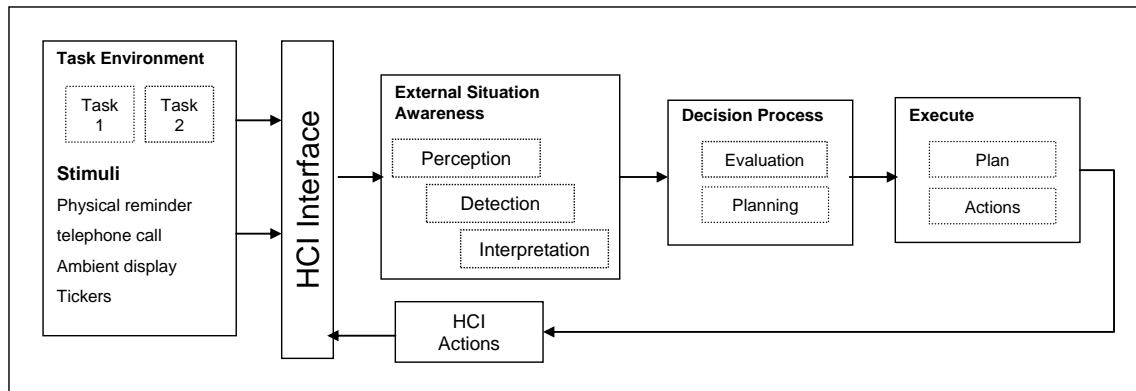 Task Environment
Task
1
Task
2
Stimuli
Physical reminder
telephone call
Ambient display
Tickers
HCI Interface
External Situation
Awareness
Perception
Detection
Interpretation
Decision Process
Evaluation
Planning
Execute
Plan
Actions
HCI
Actions